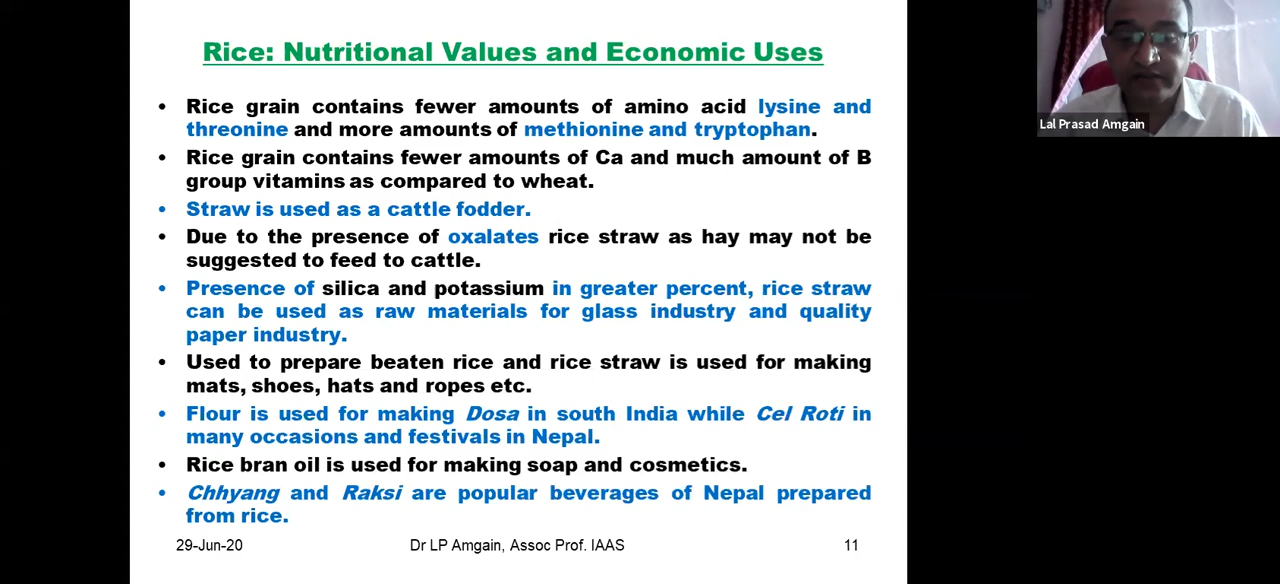 Rice: Nutritional Values and Economic Uses
• Rice grain contains fewer amounts of amino acid lysine and
threonine and more amounts of methionine and tryptophan.
• Rice grain contains fewer amounts of Ca and much amount of B
group vitamins as compared to wheat.
• Straw is used as a cattle fodder.
• Due to the presence of oxalates rice straw as hay may not be
suggested to feed to cattle.
• Presence of silica and potassium in greater percent, rice straw
can be used as raw materials for glass industry and quality
paper industry.
• Used to prepare beaten rice and rice straw is used for making
mats, shoes, hats and ropes etc.
• Flour is used for making Dosa in south India while Cel Roti in
many occasions and festivals in Nepal.
• Rice bran oil is used for making soap and cosmetics.
• Chhyang and Raksi are popular beverages of Nepal prepared
from rice.
29-Jun-20 Dr LP Amgain, Assoc Prof. IAAS 11
Lal Prasad Amgain